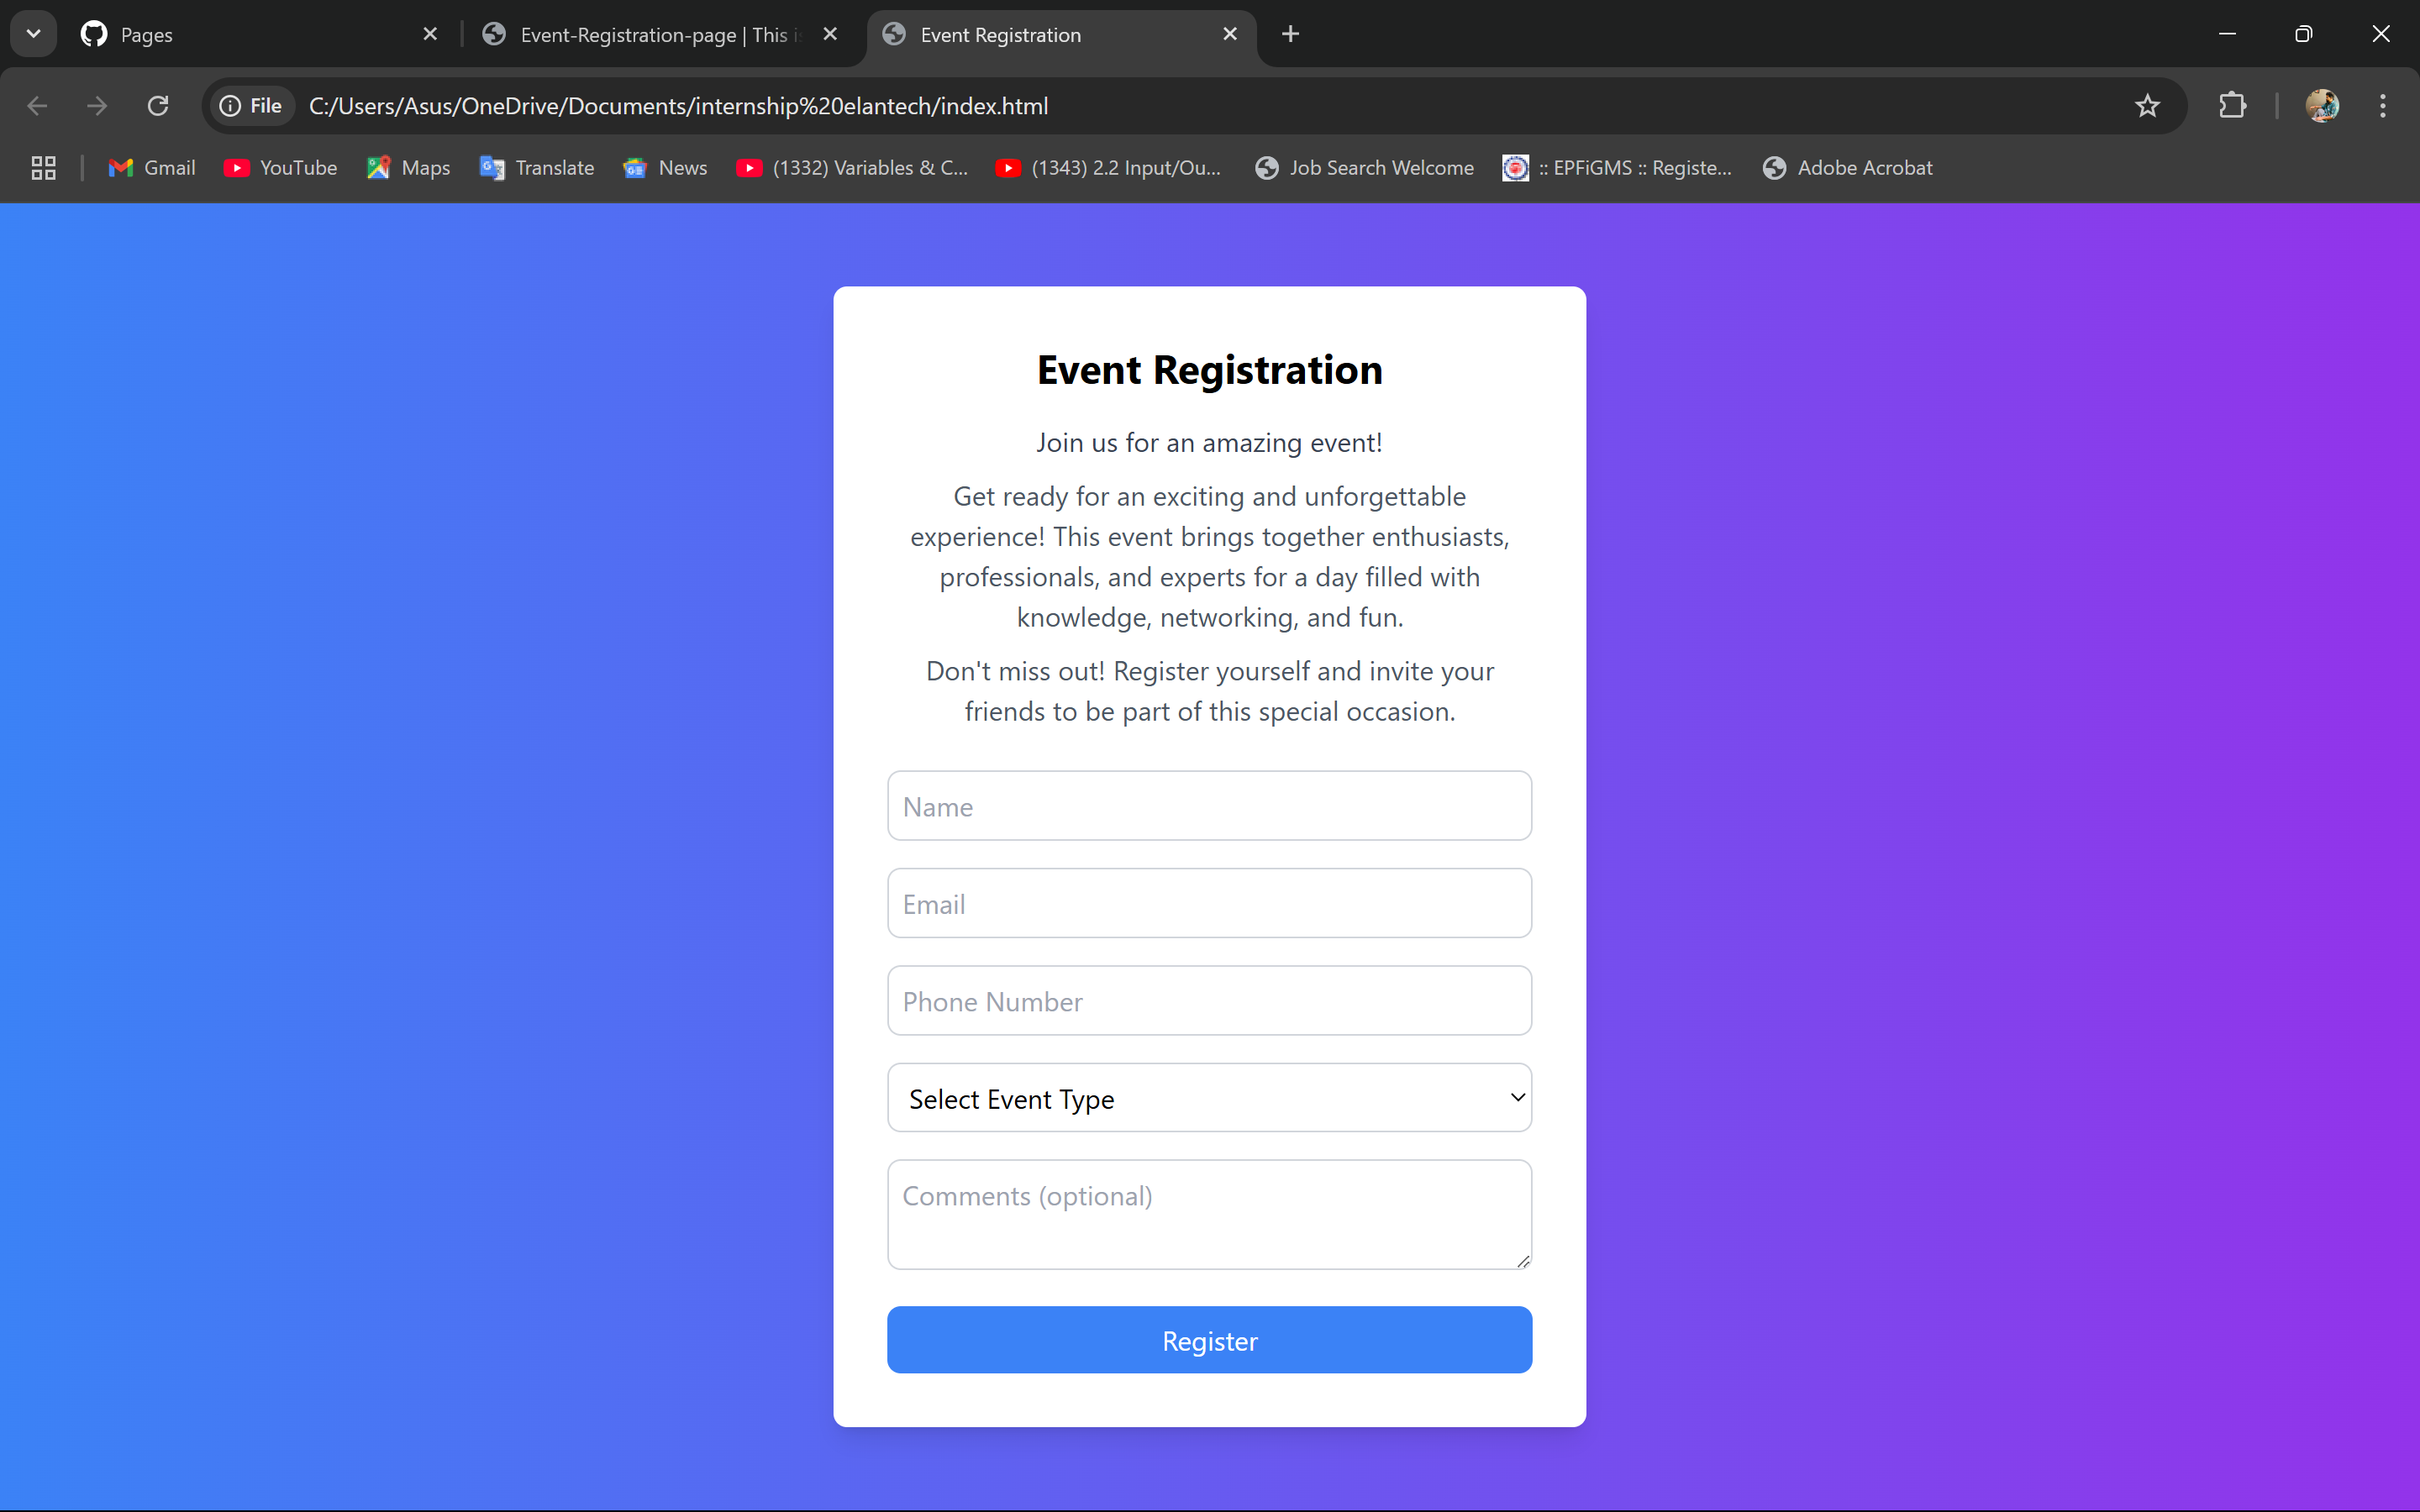 Pages
Event-Registration-page | This i
Event Registration
File
C:/Users/Asus/OneDrive/Documents/internship%20elantech/index.html
Gmail
YouTube
Maps
Translate
News
(1332) Variables & C...
(1343) 2.2 Input/Ou...
Job Search Welcome
:: EPFiGMS :: Registe...
Adobe Acrobat
Event Registration
Join us for an amazing event!
Get ready for an exciting and unforgettable
experience! This event brings together enthusiasts,
professionals, and experts for a day filled with
knowledge, networking, and fun.
Don't miss out! Register yourself and invite your
friends to be part of this special occasion.
Name
Email
Phone Number
Select Event Type
Comments (optional)
Register